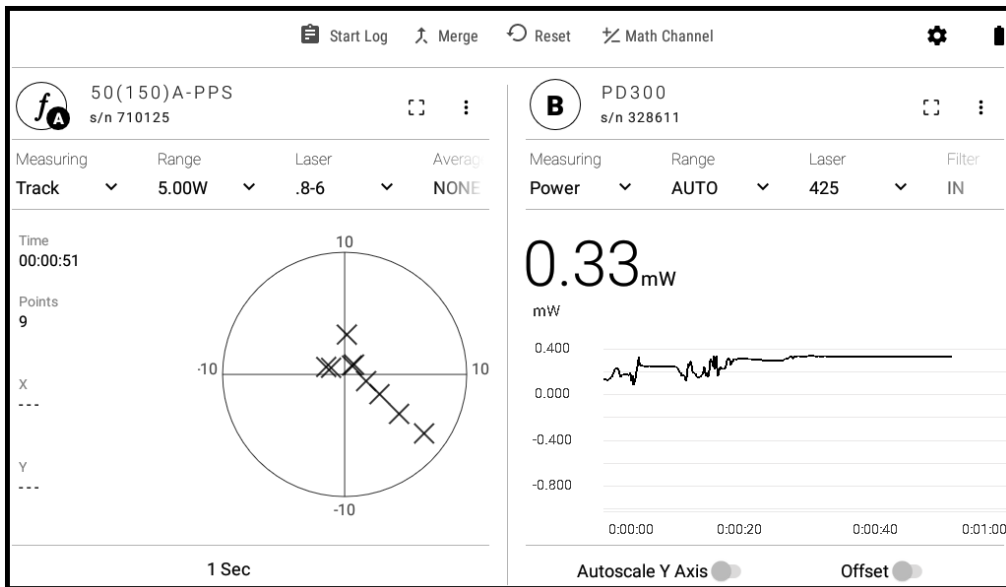 Start Log Merge Reset +⁄- Math Channel
f A 50(150)A-PPS
s/n 710125
Measuring Range Laser Averag
Track 5.00W .8-6 NONE
Time
00:00:51
Points
9
X
---
Y
---
10
-10 10
-10
1 Sec
B PD300
s/n 328611
Measuring Range Laser Filter
Power AUTO 425 IN
0.33mW
mW
0.400
0.000
-0.400
-0.800
0:00:00 0:00:20 0:00:40 0:01:00
Autoscale Y Axis Offset